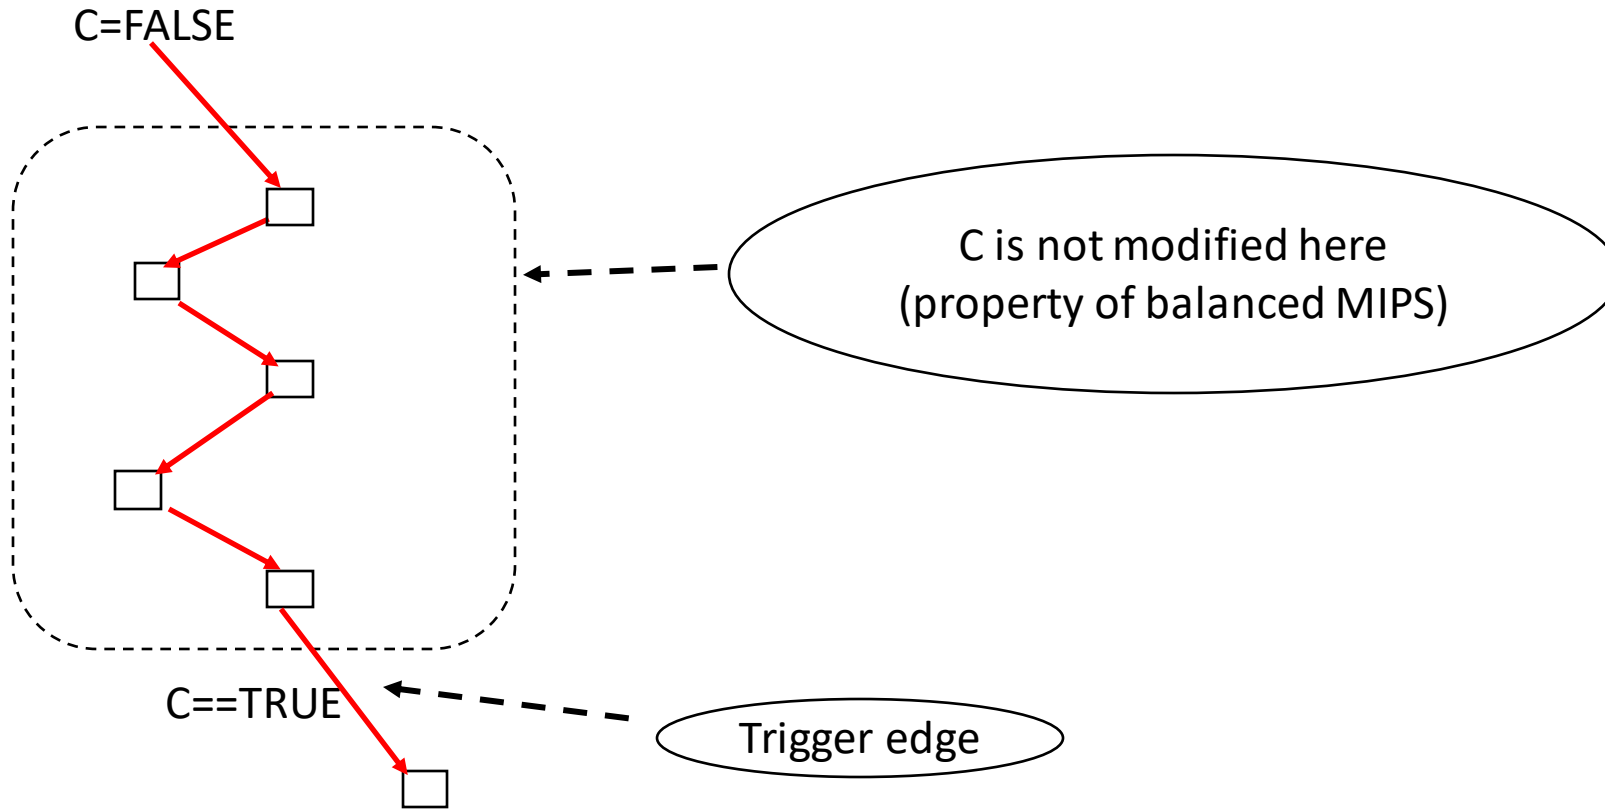 C=FALSE
C is not modified here
(property of balanced MIPS)
C==TRUE
Trigger edge